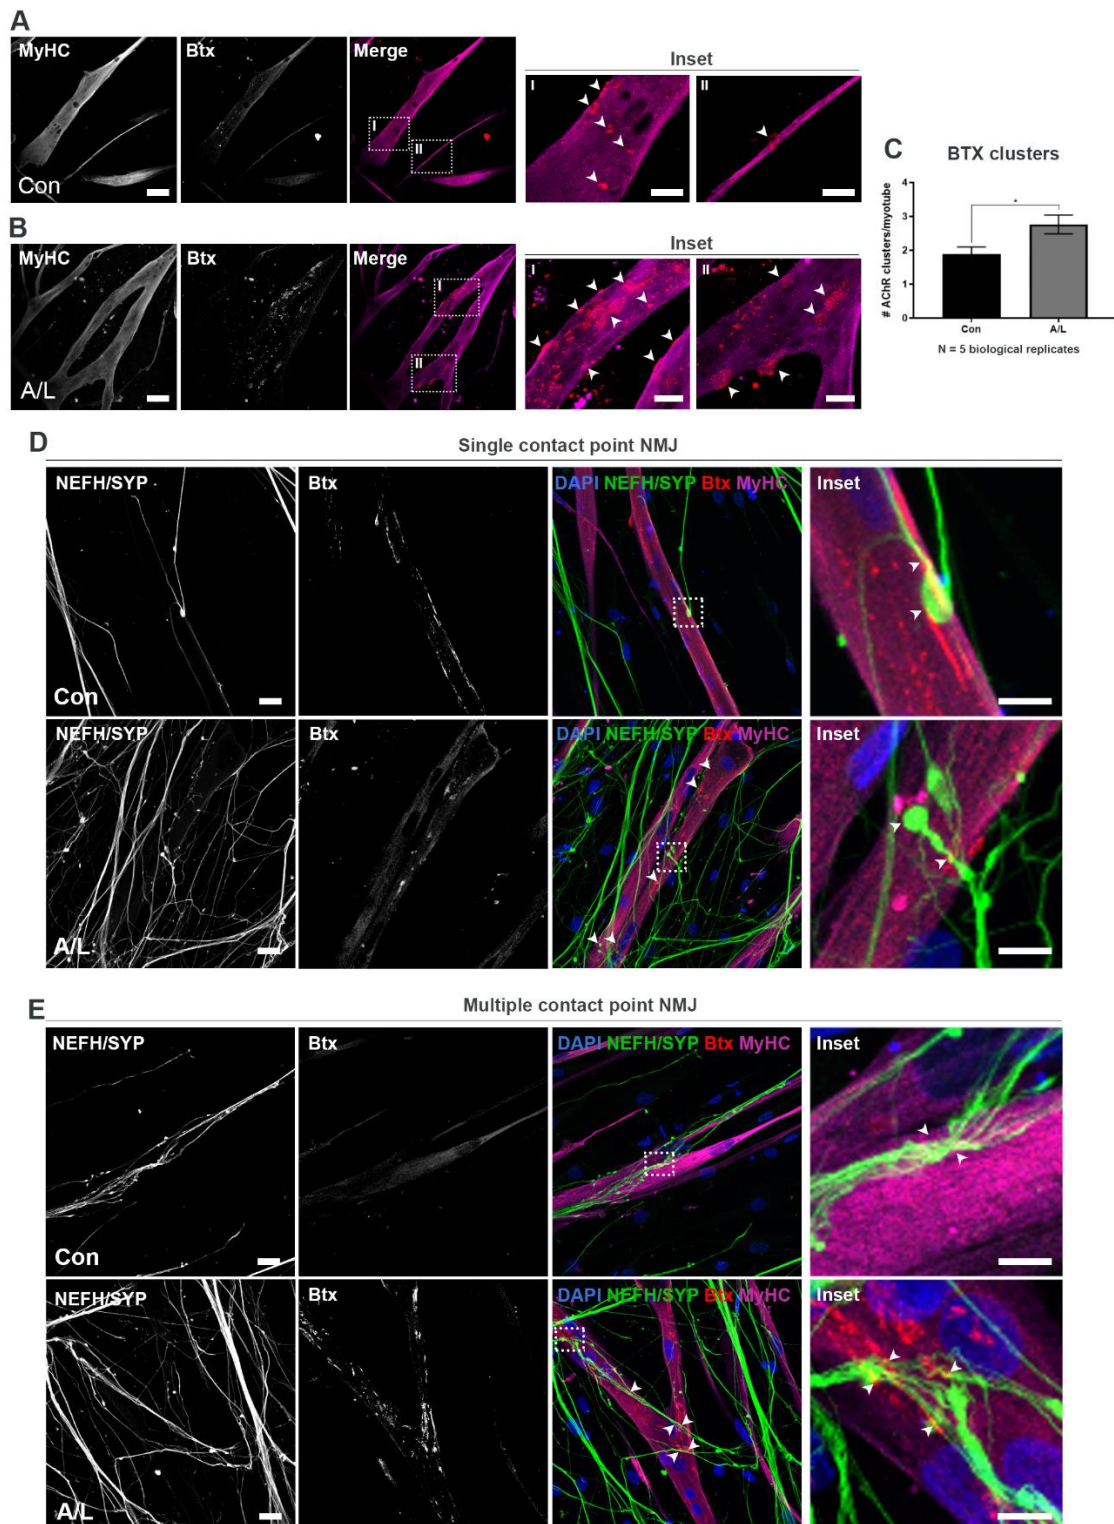 A
MyHC Btx Merge Inset
I II
I
II
Con
B
MyHC Btx Merge Inset
I II
I
II
A/L
C
BTX clusters
# AChR clusters/myotube
4
3
2
1
0
*
Con A/L
N = 5 biological replicates
D
Single contact point NMJ
NEFH/SYP Btx DAPI NEFH/SYP Btx MyHC Inset
Con
NEFH/SYP Btx DAPI NEFH/SYP Btx MyHC Inset
A/L
E
Multiple contact point NMJ
NEFH/SYP Btx DAPI NEFH/SYP Btx MyHC Inset
Con
NEFH/SYP Btx DAPI NEFH/SYP Btx MyHC Inset
A/L